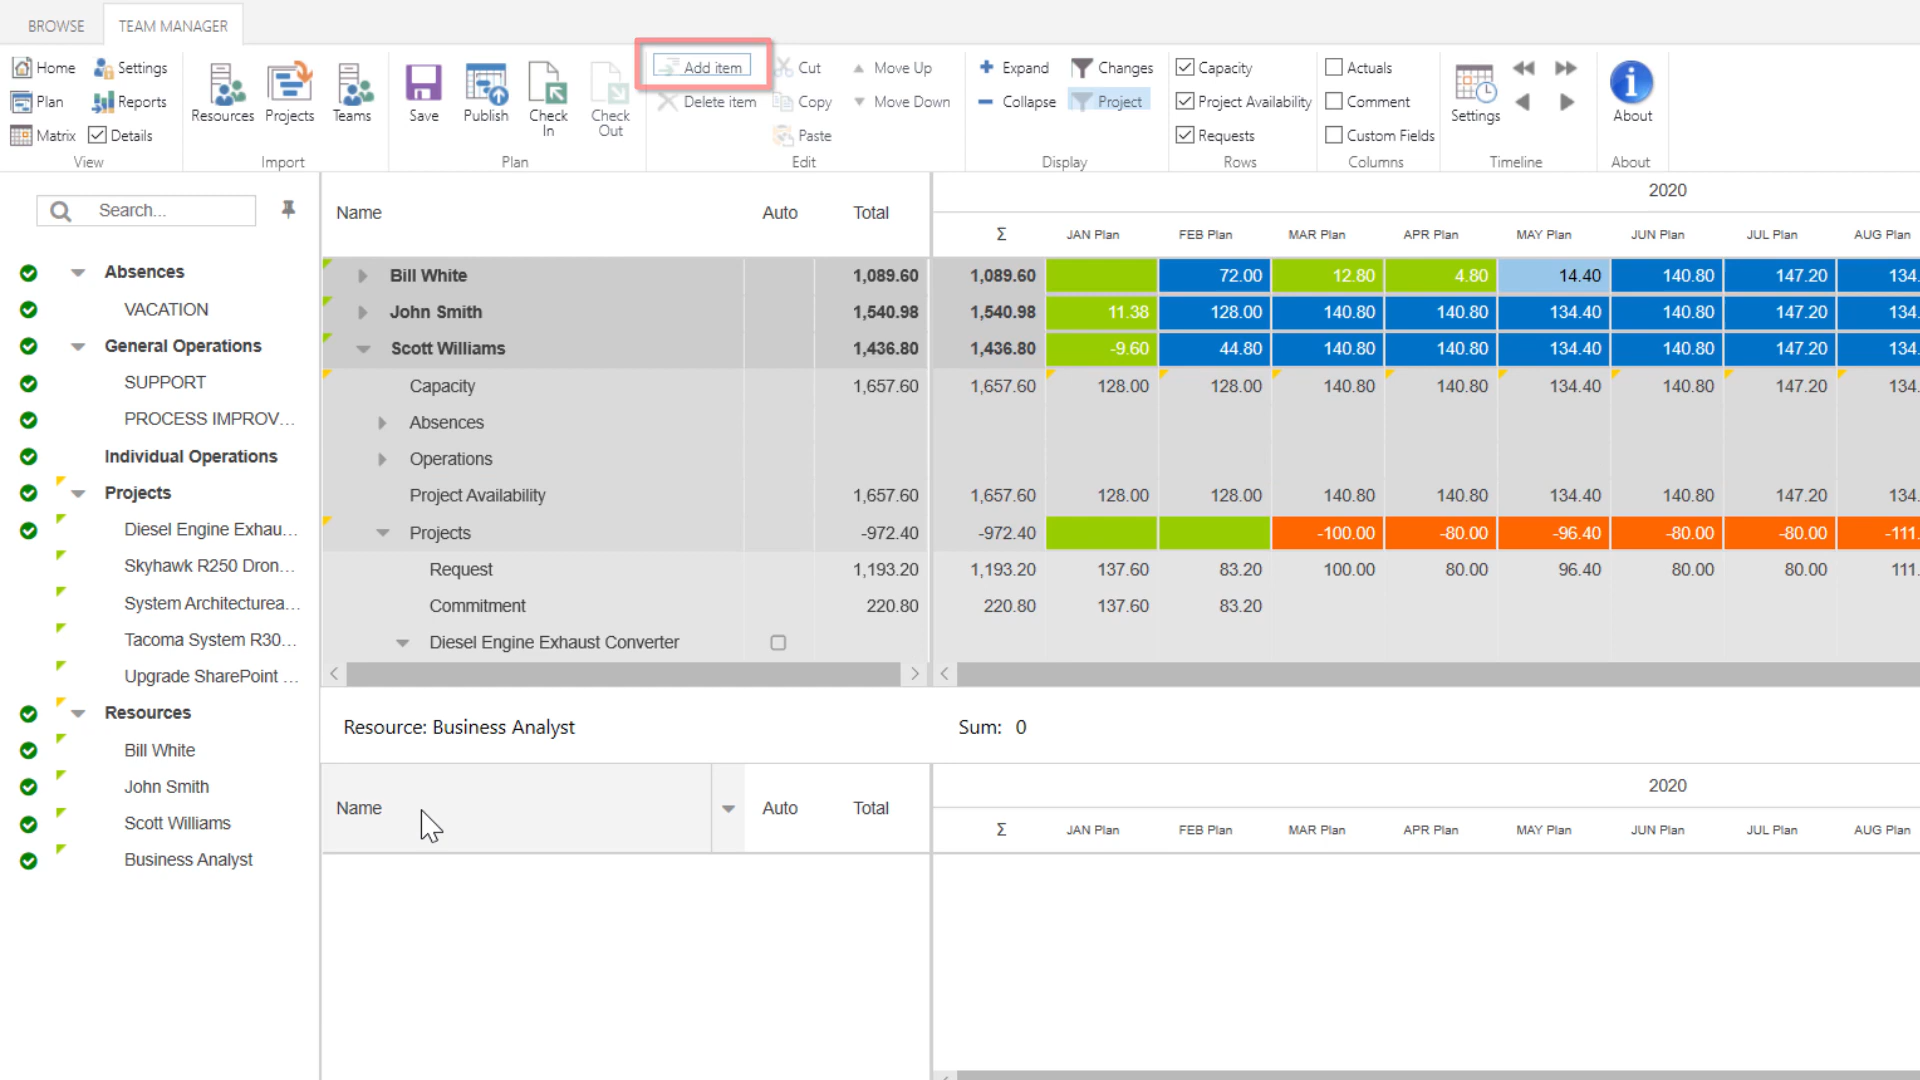 BROWSE TEAM MANAGER
Home Settings
Plan Reports
Matrix Details
View
Resources Projects Teams
Import
Save Publish Check In Check Out
Plan
Add item Cut Move Up
Delete item Copy Move Down
Paste
Edit
Expand Changes
Collapse Project
Display
Capacity
Project Availability
Requests
Rows
Actuals
Comment
Custom Fields
Columns
Settings
Timeline
About
About
Search...
Absences
VACATION
General Operations
SUPPORT
PROCESS IMPROV...
Individual Operations
Projects
Diesel Engine Exhau...
Skyhawk R250 Dron...
System Architecturea...
Tacoma System R30...
Upgrade SharePoint ...
Resources
Bill White
John Smith
Scott Williams
Business Analyst
Name Auto Total
2020
Σ JAN Plan FEB Plan MAR Plan APR Plan MAY Plan JUN Plan JUL Plan AUG Plan
Bill White 1,089.60 1,089.60 72.00 12.80 4.80 14.40 140.80 147.20 134.
John Smith 1,540.98 1,540.98 11.38 128.00 140.80 140.80 134.40 140.80 147.20 134.
Scott Williams 1,436.80 1,436.80 -9.60 44.80 140.80 140.80 134.40 140.80 147.20 134.
Capacity 1,657.60 1,657.60 128.00 128.00 140.80 140.80 134.40 140.80 147.20 134.
Absences
Operations
Project Availability 1,657.60 1,657.60 128.00 128.00 140.80 140.80 134.40 140.80 147.20 134.
Projects -972.40 -972.40 -100.00 -80.00 -96.40 -80.00 -80.00 -111.
Request 1,193.20 1,193.20 137.60 83.20 100.00 80.00 96.40 80.00 80.00 111.
Commitment 220.80 220.80 137.60 83.20
Diesel Engine Exhaust Converter
Resource: Business Analyst Sum: 0
Name Auto Total
2020
Σ JAN Plan FEB Plan MAR Plan APR Plan MAY Plan JUN Plan JUL Plan AUG Plan